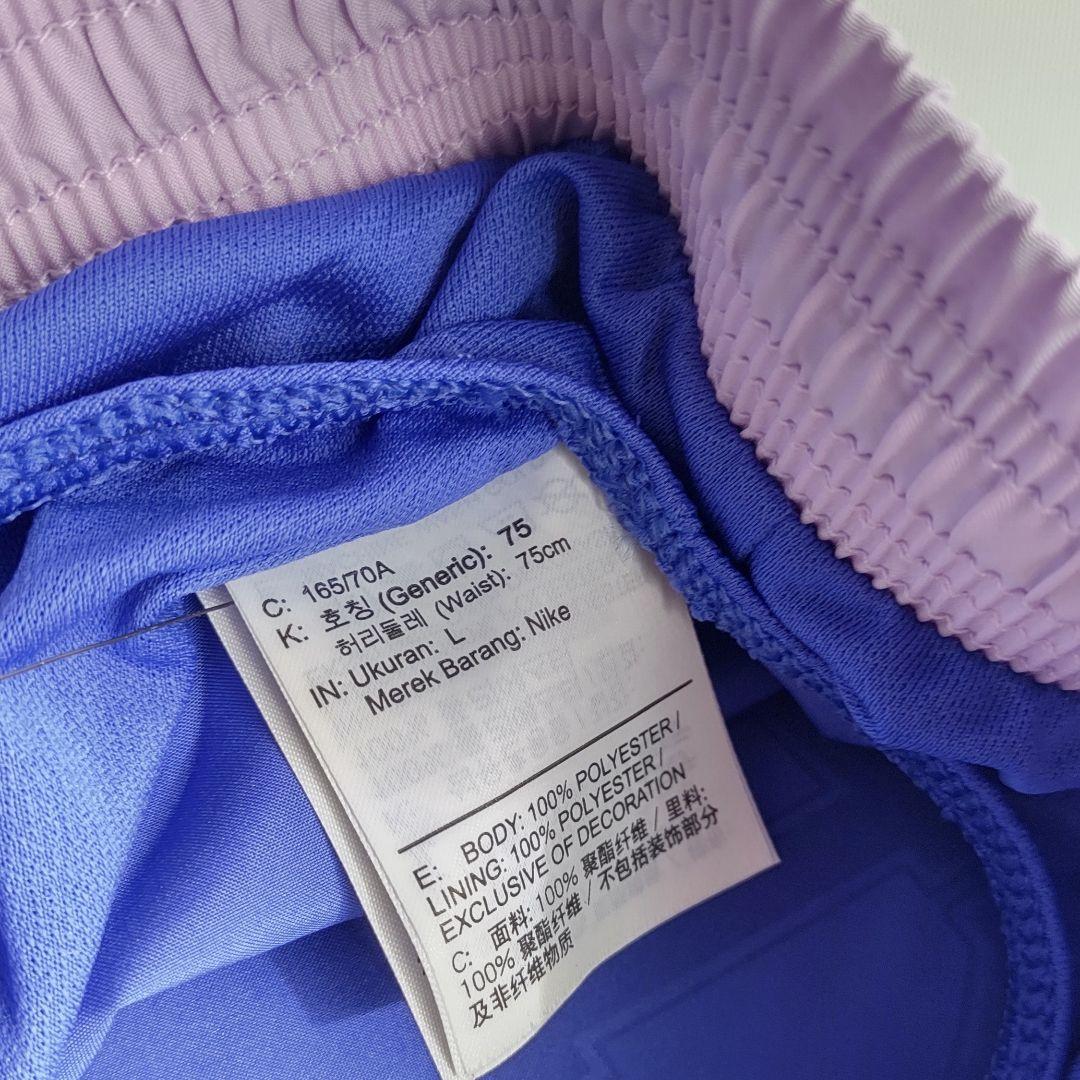 C: 165/70A
K: 호칭 (Generic): 75
허리둘레 (Waist): 75cm
IN: Ukuran: L
Merek Barang: Nike
E: BODY: 100% POLYESTER /
LINING: 100% POLYESTER /
EXCLUSIVE OF DECORATION
C: 面料: 100% 聚酯纤维 / 里料:
100% 聚酯纤维 / 不包括装饰部分
及非纤维物质